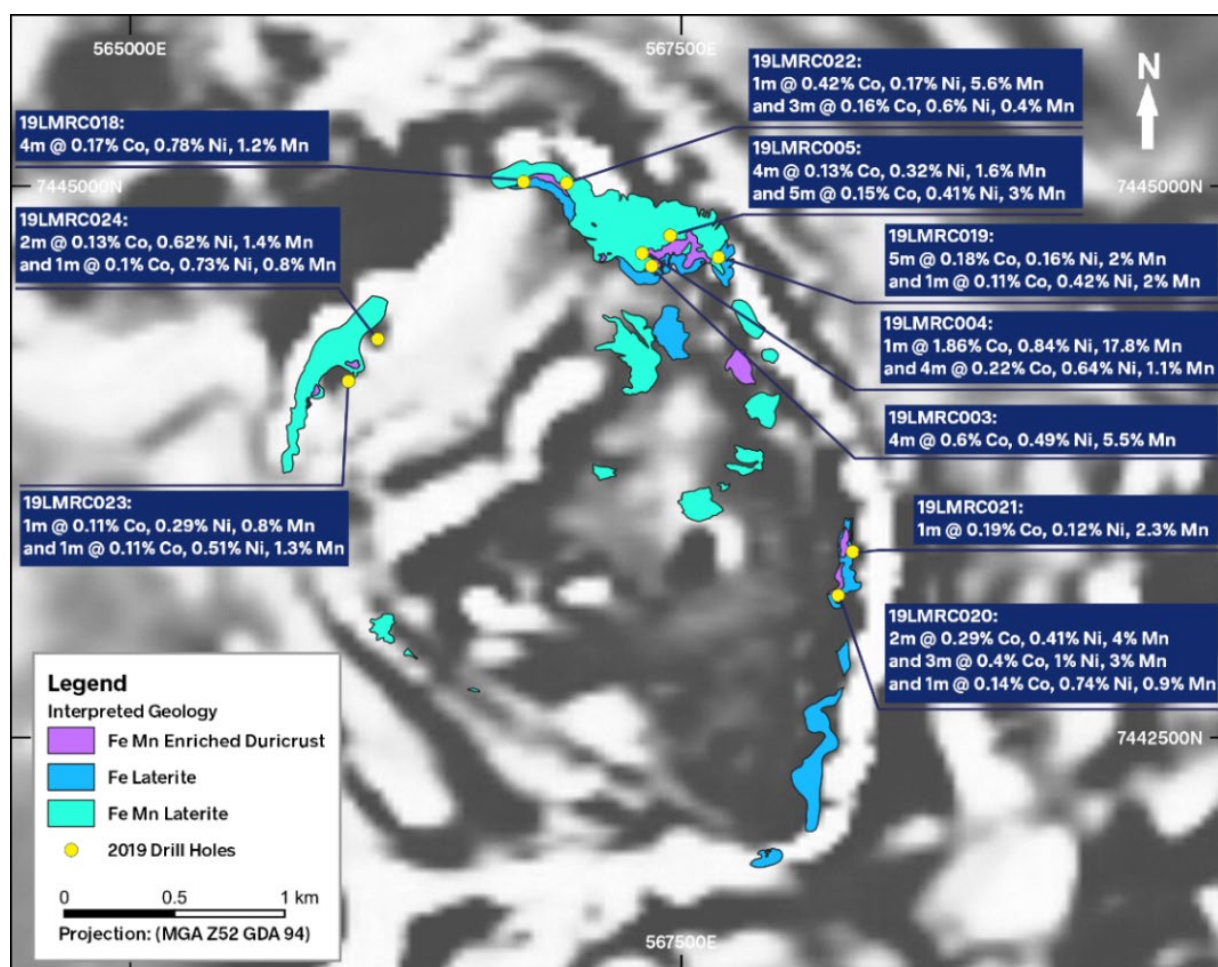 565000E
567500E
19LMRC022:
1m @ 0.42% Co, 0.17% Ni, 5.6% Mn
and 3m @ 0.16% Co, 0.6% Ni, 0.4% Mn
N
19LMRC018:
4m @ 0.17% Co, 0.78% Ni, 1.2% Mn
19LMRC005:
4m @ 0.13% Co, 0.32% Ni, 1.6% Mn
and 5m @ 0.15% Co, 0.41% Ni, 3% Mn
7445000N
7445000N
19LMRC024:
2m @ 0.13% Co, 0.62% Ni, 1.4% Mn
and 1m @ 0.1% Co, 0.73% Ni, 0.8% Mn
19LMRC019:
5m @ 0.18% Co, 0.16% Ni, 2% Mn
and 1m @ 0.11% Co, 0.42% Ni, 2% Mn
19LMRC004:
1m @ 1.86% Co, 0.84% Ni, 17.8% Mn
and 4m @ 0.22% Co, 0.64% Ni, 1.1% Mn
19LMRC003:
4m @ 0.6% Co, 0.49% Ni, 5.5% Mn
19LMRC023:
1m @ 0.11% Co, 0.29% Ni, 0.8% Mn
and 1m @ 0.11% Co, 0.51% Ni, 1.3% Mn
19LMRC021:
1m @ 0.19% Co, 0.12% Ni, 2.3% Mn
19LMRC020:
2m @ 0.29% Co, 0.41% Ni, 4% Mn
and 3m @ 0.4% Co, 1% Ni, 3% Mn
and 1m @ 0.14% Co, 0.74% Ni, 0.9% Mn
Legend
Interpreted Geology
Fe Mn Enriched Duricrust
Fe Laterite
Fe Mn Laterite
2019 Drill Holes
0 0.5 1 km
Projection: (MGA Z52 GDA 94)
7442500N
567500E